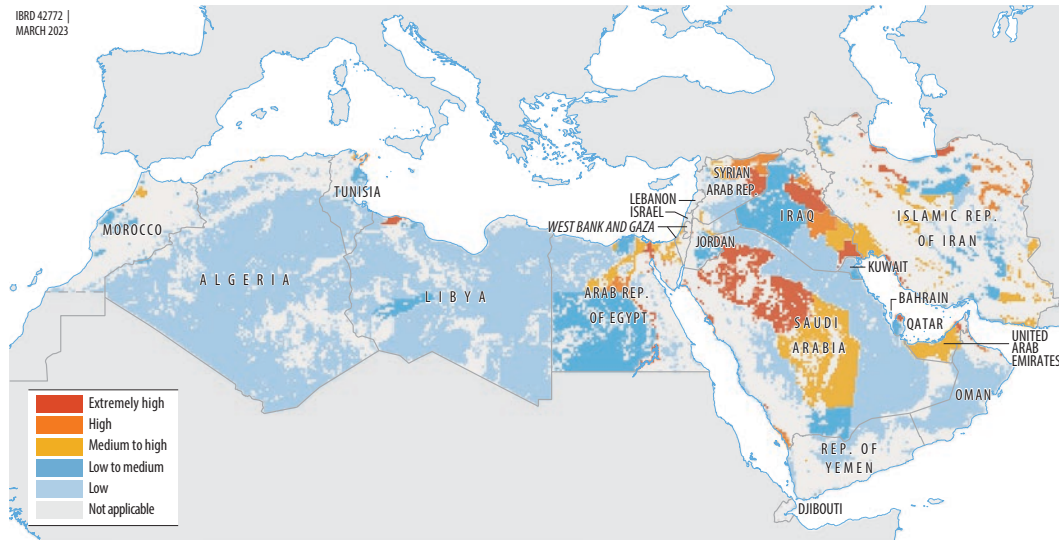 IBRD 42772 |
MARCH 2023
TUNISIA
MOROCCO
ALGERIA
LIBYA
ARAB REP.
OF EGYPT
LEBANON
ISRAEL
WEST BANK AND GAZA
SYRIAN
ARAB REP.
IRAQ
JORDAN
ISLAMIC REP.
OF IRAN
KUWAIT
BAHRAIN
QATAR
SAUDI
ARABIA
UNITED
ARAB
EMIRATES
OMAN
REP. OF
YEMEN
DJIBOUTI
Extremely high
High
Medium to high
Low to medium
Low
Not applicable